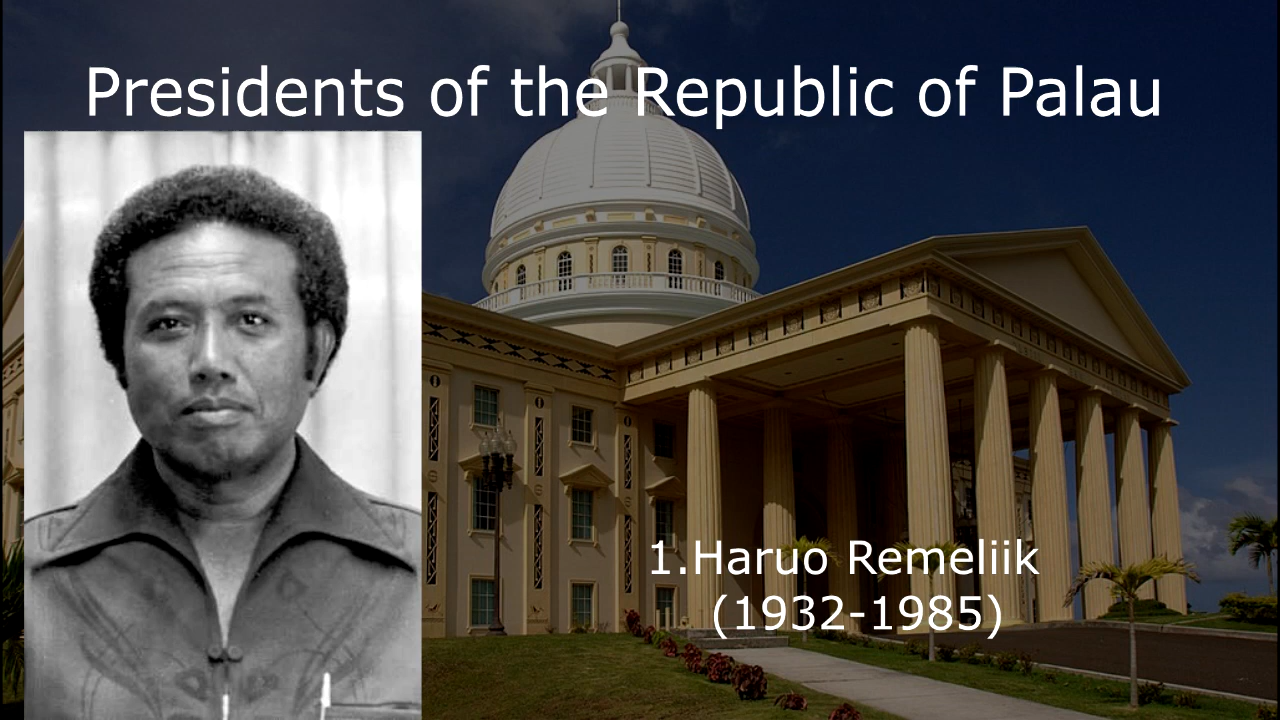 Presidents of the Republic of Palau
1.Haruo Remeliik
(1932-1985)